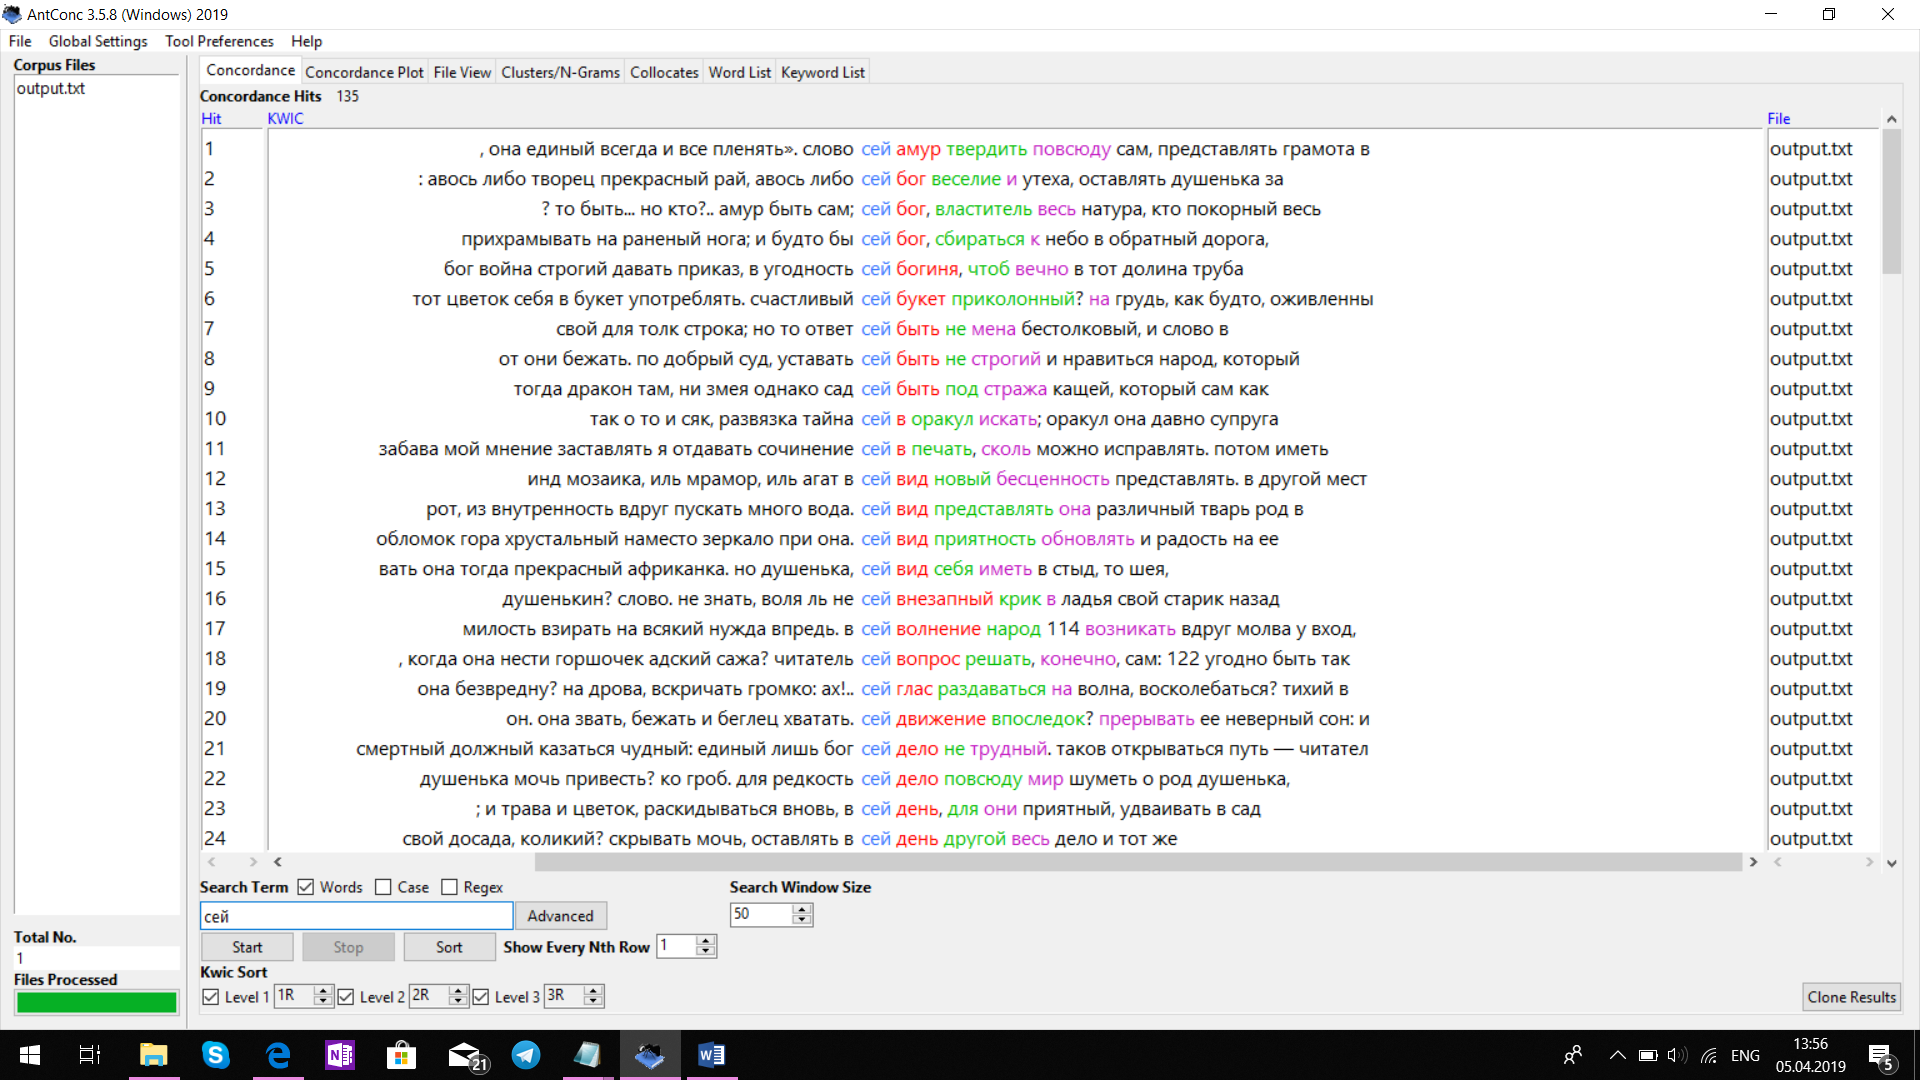 AntConc 3.5.8 (Windows) 2019
File Global Settings Tool Preferences Help
Corpus Files
output.txt
Concordance Concordance Plot File View Clusters/N-Grams Collocates Word List Keyword List
Concordance Hits 135
Hit KWIC File
1 , она единый всегда и все пленять». слово сей амур твердить повсюду сам, представлять грамота в output.txt
2 : авось либо творец прекрасный рай, авось либо сей бог веселие и утеха, оставлять душенька за output.txt
3 ? то быть... но кто?.. амур быть сам; сей бог, властитель весь натура, кто покорный весь output.txt
4 прихрамывать на раненый нога; и будто бы сей бог, сбираться к небо в обратный дорога, output.txt
5 бог война строгий давать приказ, в угодность сей богиня, чтоб вечно в тот долина труба output.txt
6 тот цветок себя в букет употреблять. счастливый сей букет приколонный? на грудь, как будто, оживленны output.txt
7 свой для толк строка; но то ответ сей быть не мена бестолковый, и слово в output.txt
8 от они бежать. по добрый суд, уставать сей быть не строгий и нравиться народ, который output.txt
9 тогда дракон там, ни змея однако сад сей быть под стража кащей, который сам как output.txt
10 так о то и сяк, развязка тайна сей в оракул искать; оракул она давно супруга output.txt
11 забава мой мнение заставлять я отдавать сочинение сей в печать, сколь можно исправлять. потом иметь output.txt
12 инд мозаика, иль мрамор, иль агат в сей вид новый бесценность представлять. в другой мест output.txt
13 рот, из внутренность вдруг пускать много вода. сей вид представлять она различный тварь род в output.txt
14 обломок гора хрустальный наместо зеркало при она. сей вид приятность обновлять и радость на ее output.txt
15 вать она тогда прекрасный африканка. но душенька, сей вид себя иметь в стыд, то шея, output.txt
16 душенькин? слово. не знать, воля ль не сей внезапный крик в ладья свой старик назад output.txt
17 милость взирать на всякий нужда впредь. в сей волнение народ 114 возникать вдруг молва у вход, output.txt
18 , когда она нести горшочек адский сажа? читатель сей вопрос решать, конечно, сам: 122 угодно быть так output.txt
19 она безвредну? на дрова, вскричать громко: ах!.. сей глас раздаваться на волна, восколебаться? тихий в output.txt
20 он. она звать, бежать и беглец хватать. сей движение впоследок? прерывать ее неверный сон: и output.txt
21 смертный должный казаться чудный: единый лишь бог сей дело не трудный. таков открываться путь — читател output.txt
22 душенька мочь привесть? ко гроб. для редкость сей дело повсюду мир шуметь о род душенька, output.txt
23 ; и трава и цветок, раскидываться вновь, в сей день, для они приятный, удваивать в сад output.txt
24 свой досада, коликий? скрывать мочь, оставлять в сей день другой весь дело и тот же output.txt
Search Term Words Case Regex Search Window Size
сей Advanced 50
Total No.
1
Start Stop Sort Show Every Nth Row 1
Files Processed
Kwic Sort
Level 1 1R Level 2 2R Level 3 3R Clone Results
21
ENG
13:56
05.04.2019
5